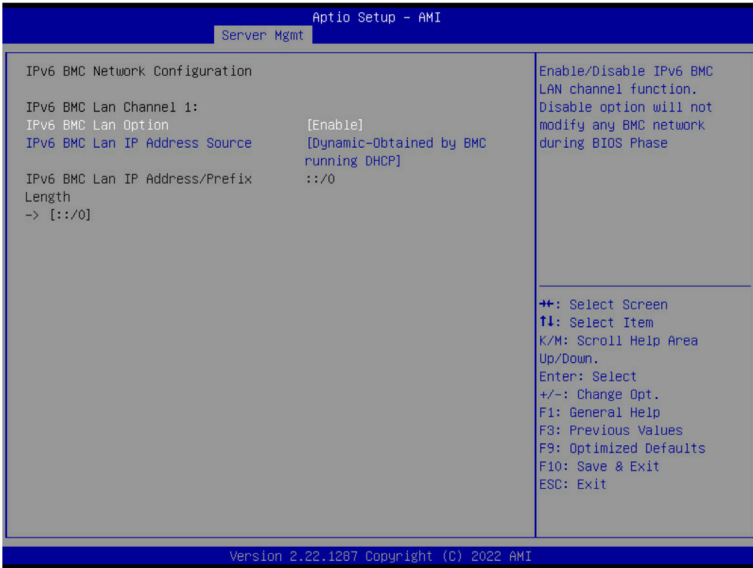 Aptio Setup – AMI
Server Mgmt
IPv6 BMC Network Configuration
IPv6 BMC Lan Channel 1:
IPv6 BMC Lan Option [Enable]
IPv6 BMC Lan IP Address Source [Dynamic-Obtained by BMC
running DHCP]
IPv6 BMC Lan IP Address/Prefix ::/0
Length
-> [::/0]
Enable/Disable IPv6 BMC
LAN channel function.
Disable option will not
modify any BMC network
during BIOS Phase
→←: Select Screen
↑↓: Select Item
K/M: Scroll Help Area
Up/Down.
Enter: Select
+/-: Change Opt.
F1: General Help
F3: Previous Values
F9: Optimized Defaults
F10: Save & Exit
ESC: Exit
Version 2.22.1287 Copyright (C) 2022 AMI